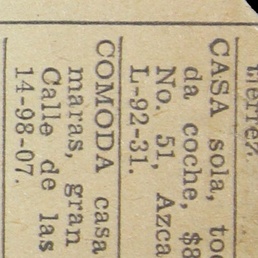 CASA sola, to
da coche, $8
No. 51, Azca
L-92-31.
COMODA casa
maras, gran
Calle de las
14-98-07.